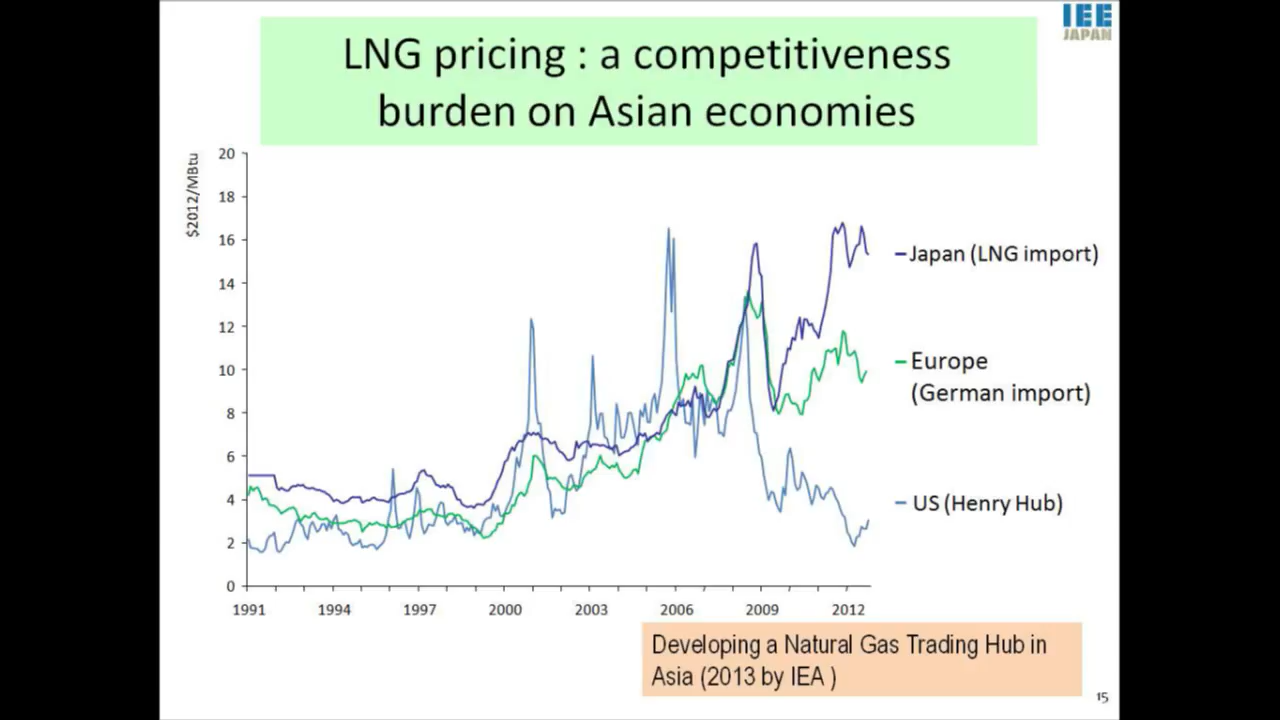 IEE
JAPAN
LNG pricing : a competitiveness
burden on Asian economies
$2012/MBtu
20
18
16
14
12
10
8
6
4
2
0
1991 1994 1997 2000 2003 2006 2009 2012
Japan (LNG import)
Europe
(German import)
US (Henry Hub)
Developing a Natural Gas Trading Hub in
Asia (2013 by IEA )
15